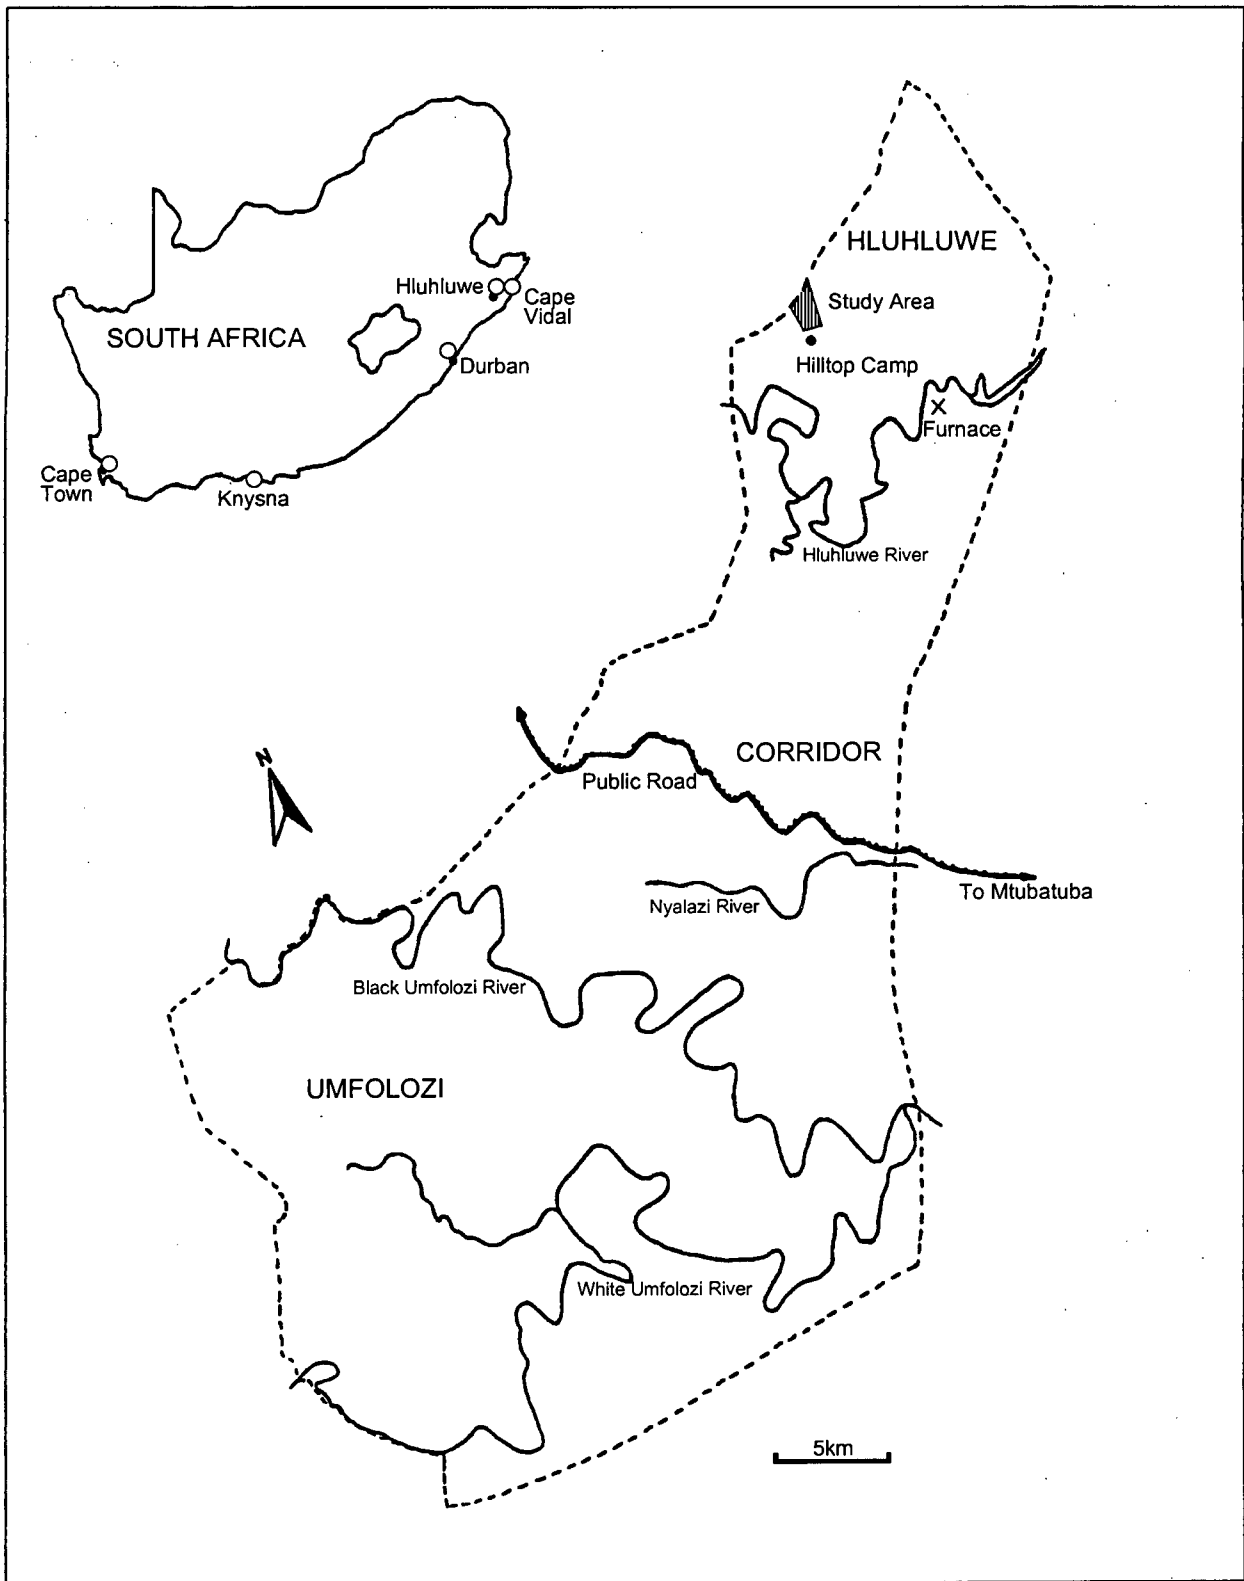 HLUHLUWE
Study Area
Hilltop Camp
Furnace
Hluhluwe River
Hluhluwe
Cape
Vidal
SOUTH AFRICA
Durban
Cape
Town
Knysna
N
CORRIDOR
Public Road
To Mtubatuba
Nyalazi River
Black Umfolozi River
UMFOLOZI
White Umfolozi River
5km